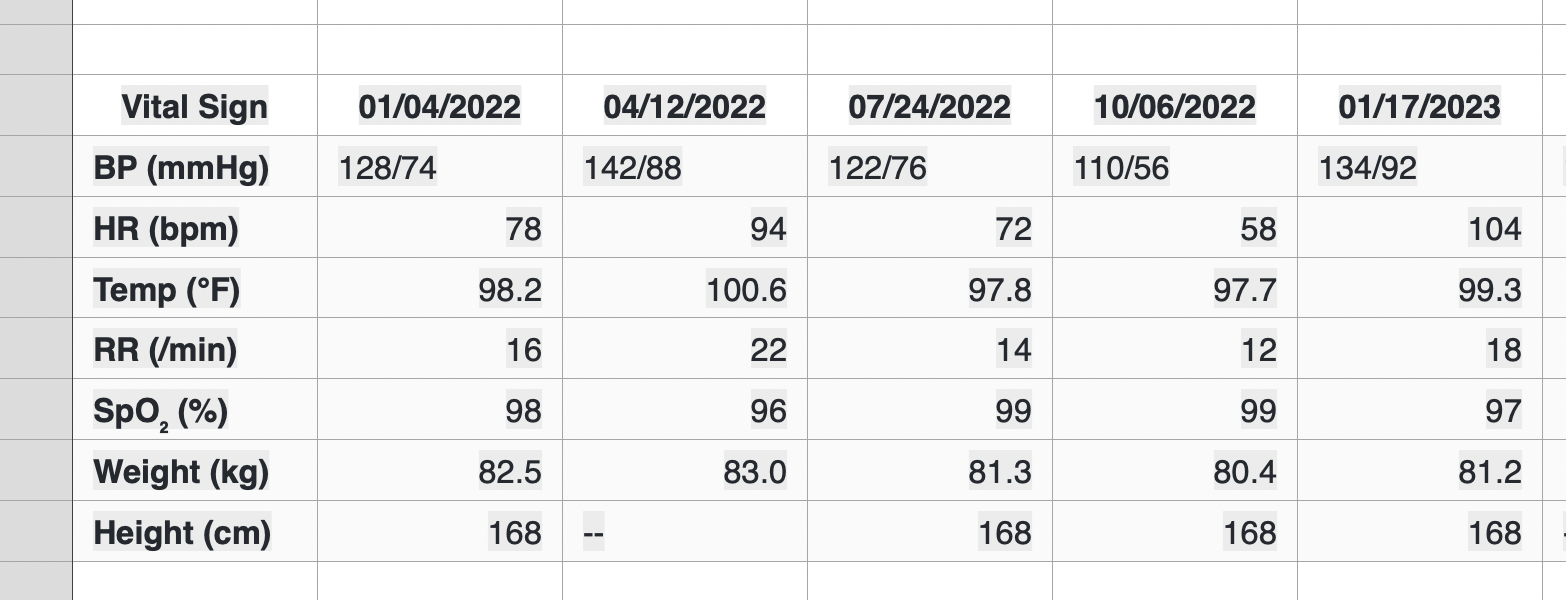 Vital Sign 01/04/2022 04/12/2022 07/24/2022 10/06/2022 01/17/2023
BP (mmHg) 128/74 142/88 122/76 110/56 134/92
HR (bpm) 78 94 72 58 104
Temp (°F) 98.2 100.6 97.8 97.7 99.3
RR (/min) 16 22 14 12 18
SpO₂ (%) 98 96 99 99 97
Weight (kg) 82.5 83.0 81.3 80.4 81.2
Height (cm) 168 -- 168 168 168